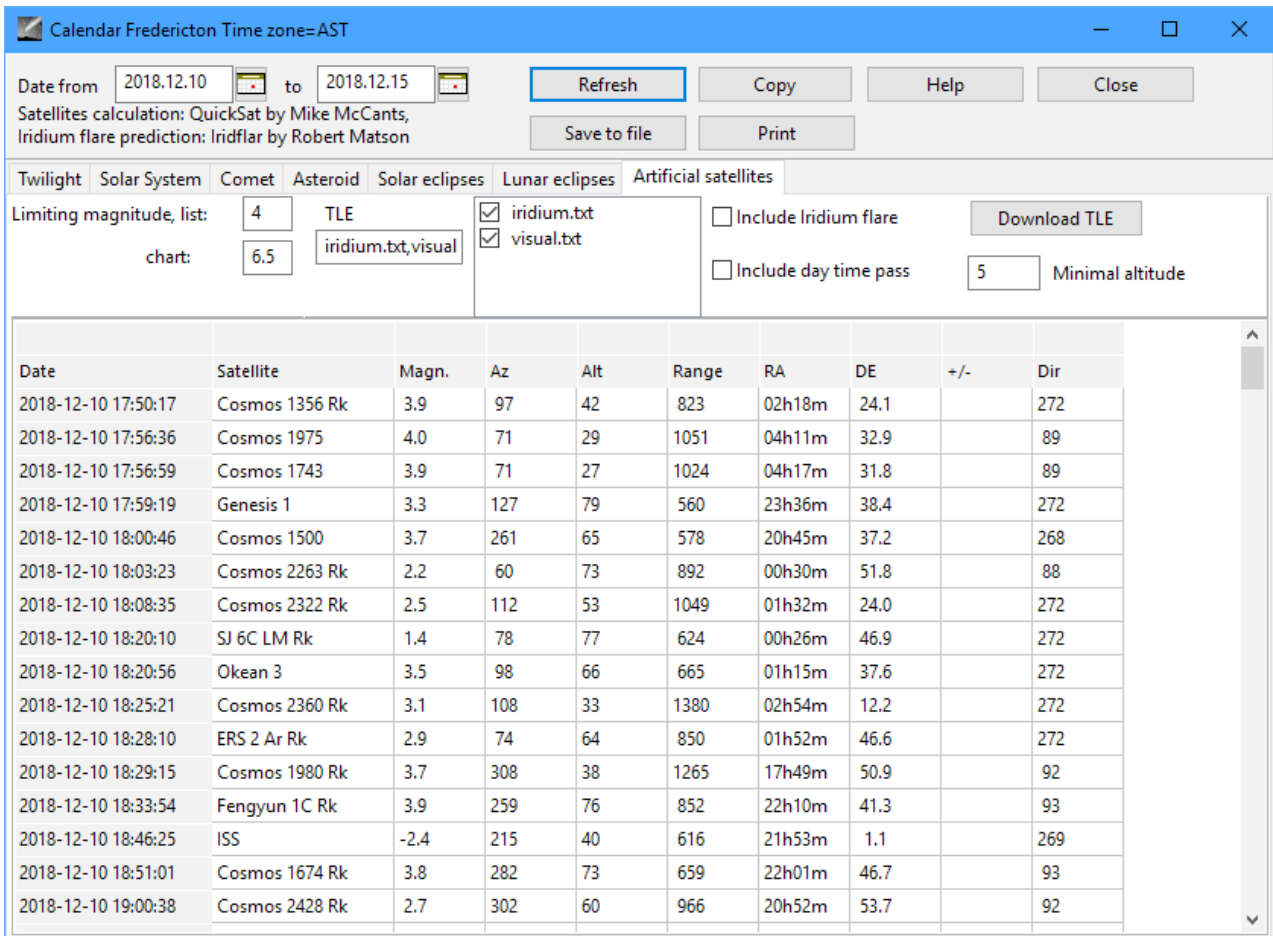 Calendar Fredericton Time zone=AST
Date from 2018.12.10 to 2018.12.15 Refresh Copy Help Close
Satellites calculation: QuickSat by Mike McCants,
Iridium flare prediction: Iridflar by Robert Matson Save to file Print
Twilight Solar System Comet Asteroid Solar eclipses Lunar eclipses Artificial satellites
Limiting magnitude, list: 4 TLE iridium.txt Include Iridium flare Download TLE
chart: 6.5 iridium.txt,visual visual.txt Include day time pass 5 Minimal altitude
Date Satellite Magn. Az Alt Range RA DE +/- Dir
2018-12-10 17:50:17 Cosmos 1356 Rk 3.9 97 42 823 02h18m 24.1 272
2018-12-10 17:56:36 Cosmos 1975 4.0 71 29 1051 04h11m 32.9 89
2018-12-10 17:56:59 Cosmos 1743 3.9 71 27 1024 04h17m 31.8 89
2018-12-10 17:59:19 Genesis 1 3.3 127 79 560 23h36m 38.4 272
2018-12-10 18:00:46 Cosmos 1500 3.7 261 65 578 20h45m 37.2 268
2018-12-10 18:03:23 Cosmos 2263 Rk 2.2 60 73 892 00h30m 51.8 88
2018-12-10 18:08:35 Cosmos 2322 Rk 2.5 112 53 1049 01h32m 24.0 272
2018-12-10 18:20:10 SJ 6C LM Rk 1.4 78 77 624 00h26m 46.9 272
2018-12-10 18:20:56 Okean 3 3.5 98 66 665 01h15m 37.6 272
2018-12-10 18:25:21 Cosmos 2360 Rk 3.1 108 33 1380 02h54m 12.2 272
2018-12-10 18:28:10 ERS 2 Ar Rk 2.9 74 64 850 01h52m 46.6 272
2018-12-10 18:29:15 Cosmos 1980 Rk 3.7 308 38 1265 17h49m 50.9 92
2018-12-10 18:33:54 Fengyun 1C Rk 3.9 259 76 852 22h10m 41.3 93
2018-12-10 18:46:25 ISS -2.4 215 40 616 21h53m 1.1 269
2018-12-10 18:51:01 Cosmos 1674 Rk 3.8 282 73 659 22h01m 46.7 93
2018-12-10 19:00:38 Cosmos 2428 Rk 2.7 302 60 966 20h52m 53.7 92